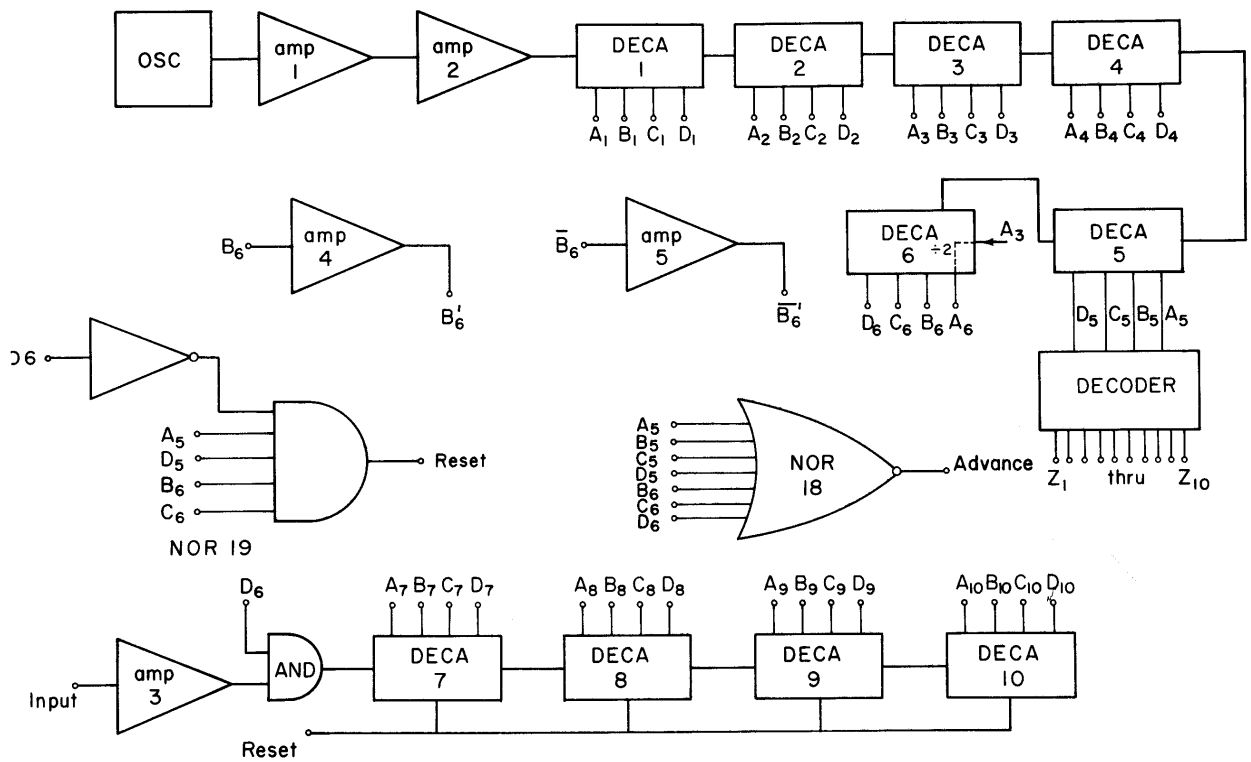 OSC
amp 1
amp 2
DECA 1
DECA 2
DECA 3
DECA 4
A₁ B₁ C₁ D₁
A₂ B₂ C₂ D₂
A₃ B₃ C₃ D₃
A₄ B₄ C₄ D₄
B₆
amp 4
B₆'
B̅₆
amp 5
B̅₆'
DECA 6
÷2
A₃
DECA 5
D₆ C₆ B₆ A₆
D₅ C₅ B₅ A₅
DECODER
Z₁ thru Z₁₀
6
A₅
D₅
B₆
C₆
Reset
NOR 19
A₅
B₅
C₅
D₅
B₆
C₆
D₆
NOR 18
Advance
D₆
A₇ B₇ C₇ D₇
A₈ B₈ C₈ D₈
A₉ B₉ C₉ D₉
A₁₀ B₁₀ C₁₀ D₁₀
Input
amp 3
AND
DECA 7
DECA 8
DECA 9
DECA 10
Reset